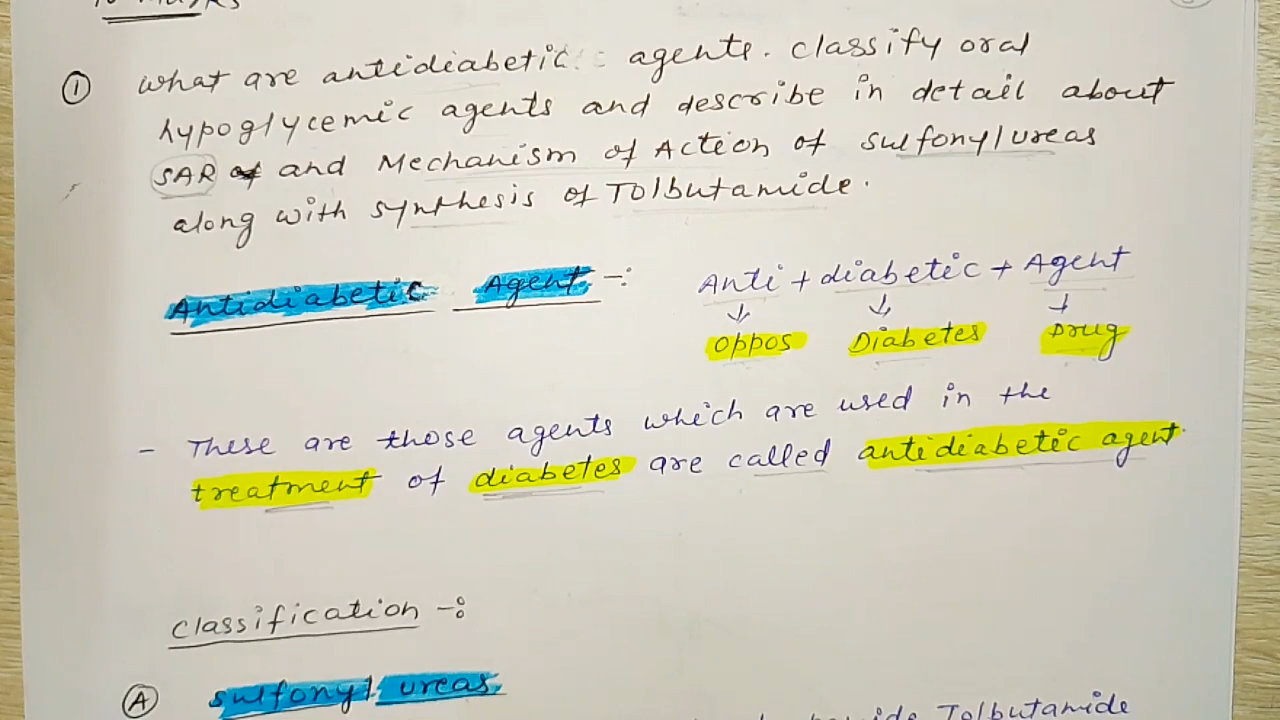 10 Marks
① What are antidiabetic agents. Classify oral
hypoglycemic agents and describe in detail about
SAR and Mechanism of Action of sulfonylureas
along with synthesis of Tolbutamide.
Antidiabetic Agent -: Anti + diabetic + Agent
Oppos Diabetes Drug
- These are those agents which are used in the
treatment of diabetes are called antidiabetic agent.
Classification -:
Ⓐ sulfonyl ureas
Tolbutamide